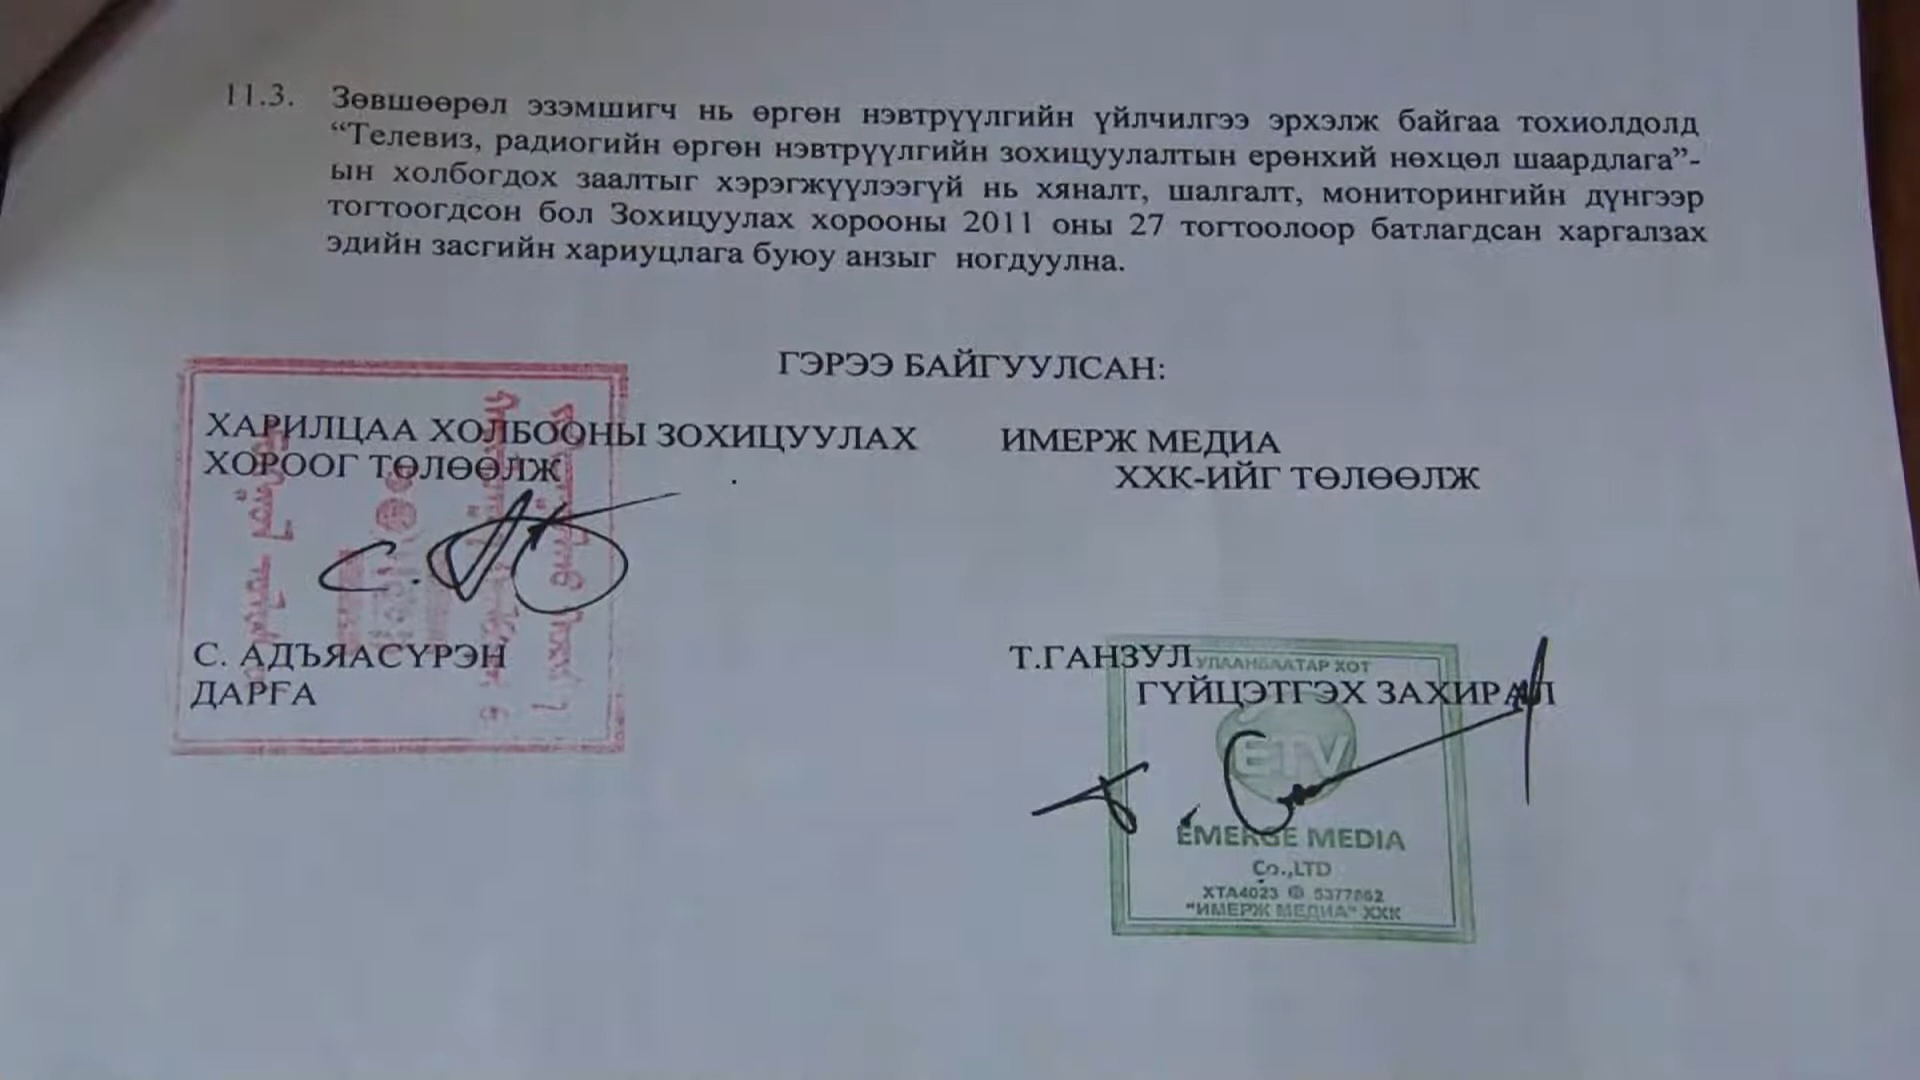 11.3. Зөвшөөрөл эзэмшигч нь өргөн нэвтрүүлгийн үйлчилгээ эрхэлж байгаа тохиолдолд
“Телевиз, радиогийн өргөн нэвтрүүлгийн зохицуулалтын ерөнхий нөхцөл шаардлага”-
ын холбогдох заалтыг хэрэгжүүлээгүй нь хяналт, шалгалт, мониторингийн дүнгээр
тогтоогдсон бол Зохицуулах хорооны 2011 оны 27 тогтоолоор батлагдсан харгалзах
эдийн засгийн хариуцлага буюу анзыг ногдуулна.
ГЭРЭЭ БАЙГУУЛСАН:
ХАРИЛЦАА ХОЛБООНЫ ЗОХИЦУУЛАХ
ХОРООГ ТӨЛӨӨЛЖ
С. АДЪЯАСҮРЭН
ДАРГА
ИМЕРЖ МЕДИА
ХХК-ИЙГ ТӨЛӨӨЛЖ
Т.ГАНЗУЛ
ГҮЙЦЭТГЭХ ЗАХИРАЛ
УЛААНБААТАР ХОТ
ETV
EMERGE MEDIA
Co.,LTD
ХТА4023 5377862
"ИМЕРЖ МЕДИА" ХХК